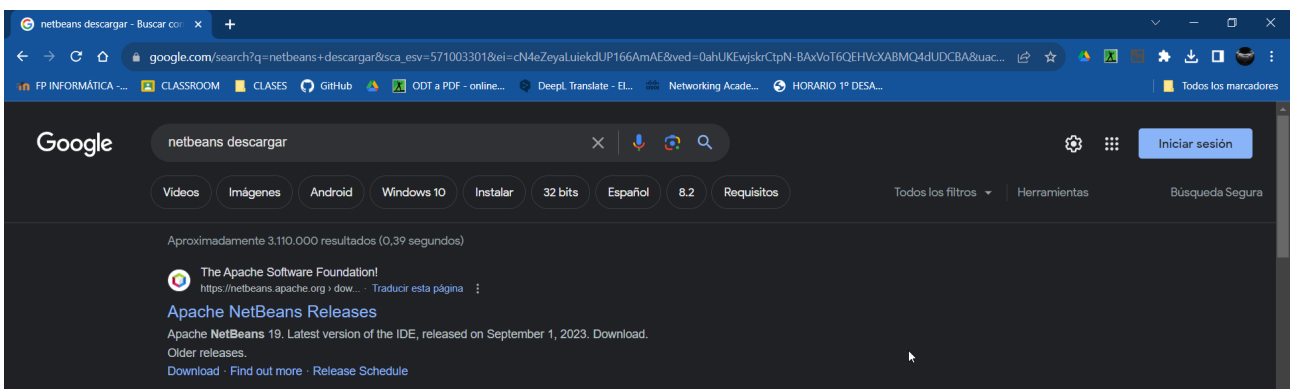 netbeans descargar - Buscar con
google.com/search?q=netbeans+descargar&sca_esv=571003301&ei=cN4eZeyaLuiekdUP166AmAE&ved=0ahUKEwjskrCtpN-BAxVoT6QEHVcXABMQ4dUDCBA&uac...
FP INFORMÁTICA -... CLASSROOM CLASES GitHub ODT a PDF - online... DeepL Translate - El... Networking Acade... HORARIO 1º DESA... Todos los marcadores
Google netbeans descargar Iniciar sesión
Videos Imágenes Android Windows 10 Instalar 32 bits Español 8.2 Requisitos Todos los filtros Herramientas Búsqueda Segura
Aproximadamente 3.110.000 resultados (0,39 segundos)
The Apache Software Foundation!
https://netbeans.apache.org › dow... · Traducir esta página
Apache NetBeans Releases
Apache NetBeans 19. Latest version of the IDE, released on September 1, 2023. Download.
Older releases.
Download · Find out more · Release Schedule